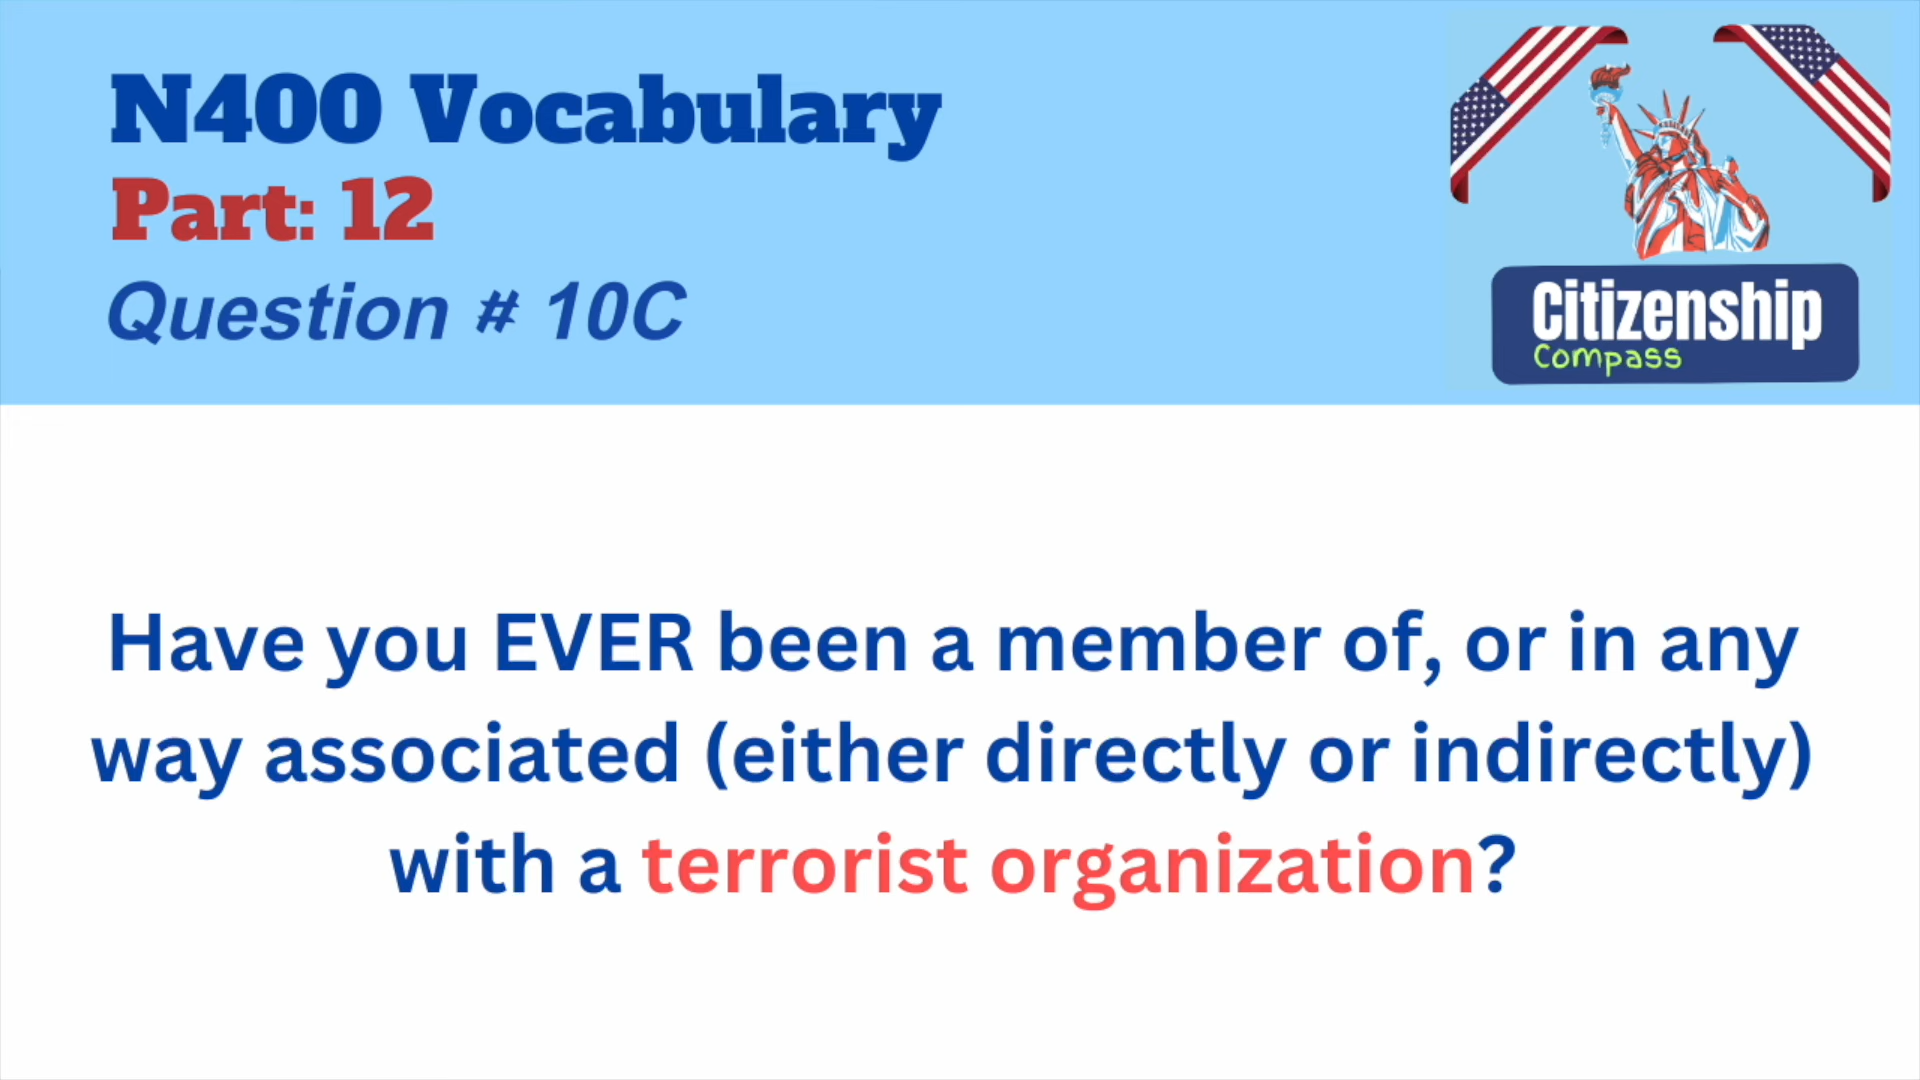 N400 Vocabulary
Part: 12
Question # 10C
Citizenship
Compass
Have you EVER been a member of, or in any
way associated (either directly or indirectly)
with a terrorist organization?